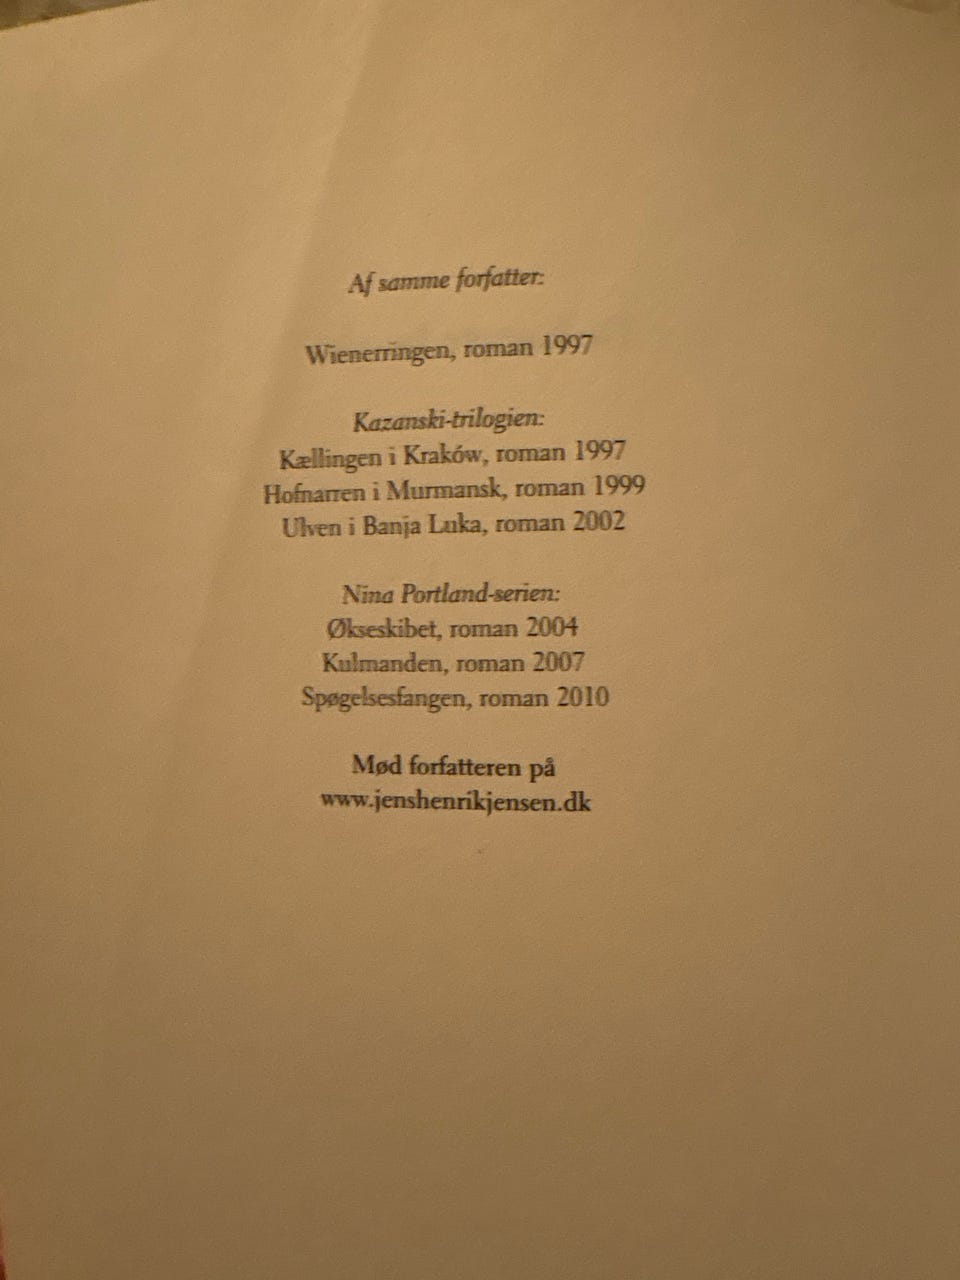 Af samme forfatter:
Wienerringen, roman 1997
Kazanski-trilogien:
Kællingen i Kraków, roman 1997
Hofnarren i Murmansk, roman 1999
Ulven i Banja Luka, roman 2002
Nina Portland-serien:
Økseskibet, roman 2004
Kulmanden, roman 2007
Spøgelsesfangen, roman 2010
Mød forfatteren på
www.jenshenrikjensen.dk